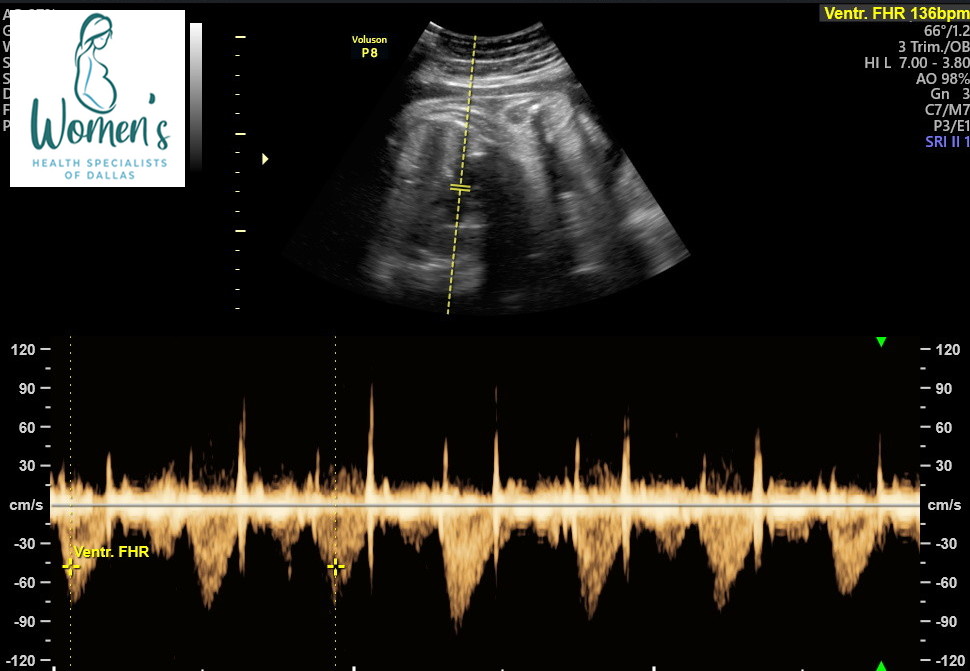 Ventr. FHR 136bpm
66°/1.2
3 Trim./OB
HI L 7.00 - 3.80
AO 98%
Gn 3
C7/M7
P3/E1
SRI II 1
Voluson
P8
Women's
HEALTH SPECIALISTS
OF DALLAS
120
90
60
30
cm/s
-30
-60
-90
-120
Ventr. FHR
120
90
60
30
cm/s
-30
-60
-90
-120